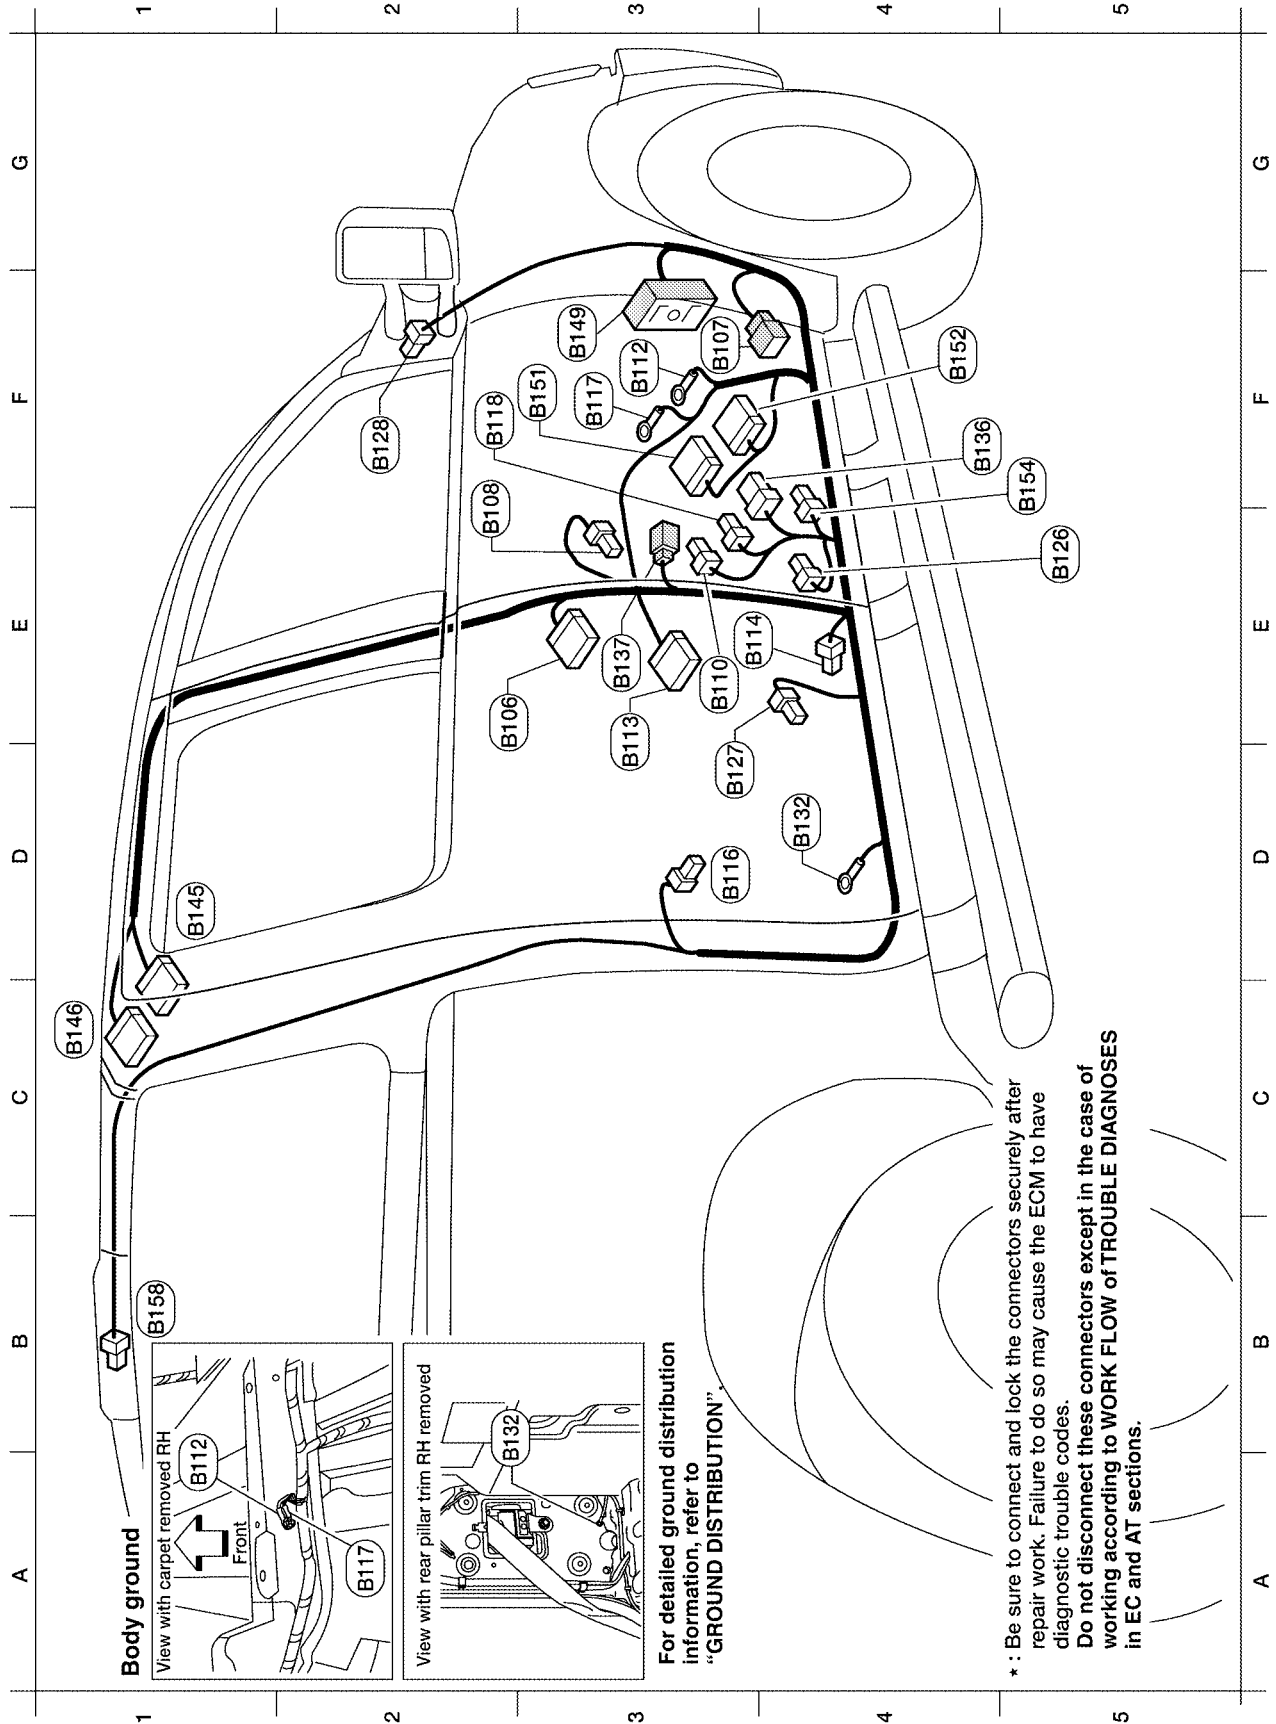 A B C D E F G
1
2
3
4
5
Body ground
View with carpet removed RH
Front
B112
B117
View with rear pillar trim RH removed
B132
For detailed ground distribution
information, refer to
“GROUND DISTRIBUTION”.
B158
B146
B145
B128
B108
B118
B151
B117
B112
B149
B107
B106
B137
B113
B110
B114
B127
B116
B132
B152
B136
B154
B126
* : Be sure to connect and lock the connectors securely after
repair work. Failure to do so may cause the ECM to have
diagnostic trouble codes.
Do not disconnect these connectors except in the case of
working according to WORK FLOW of TROUBLE DIAGNOSES
in EC and AT sections.
A B C D E F G
1
2
3
4
5